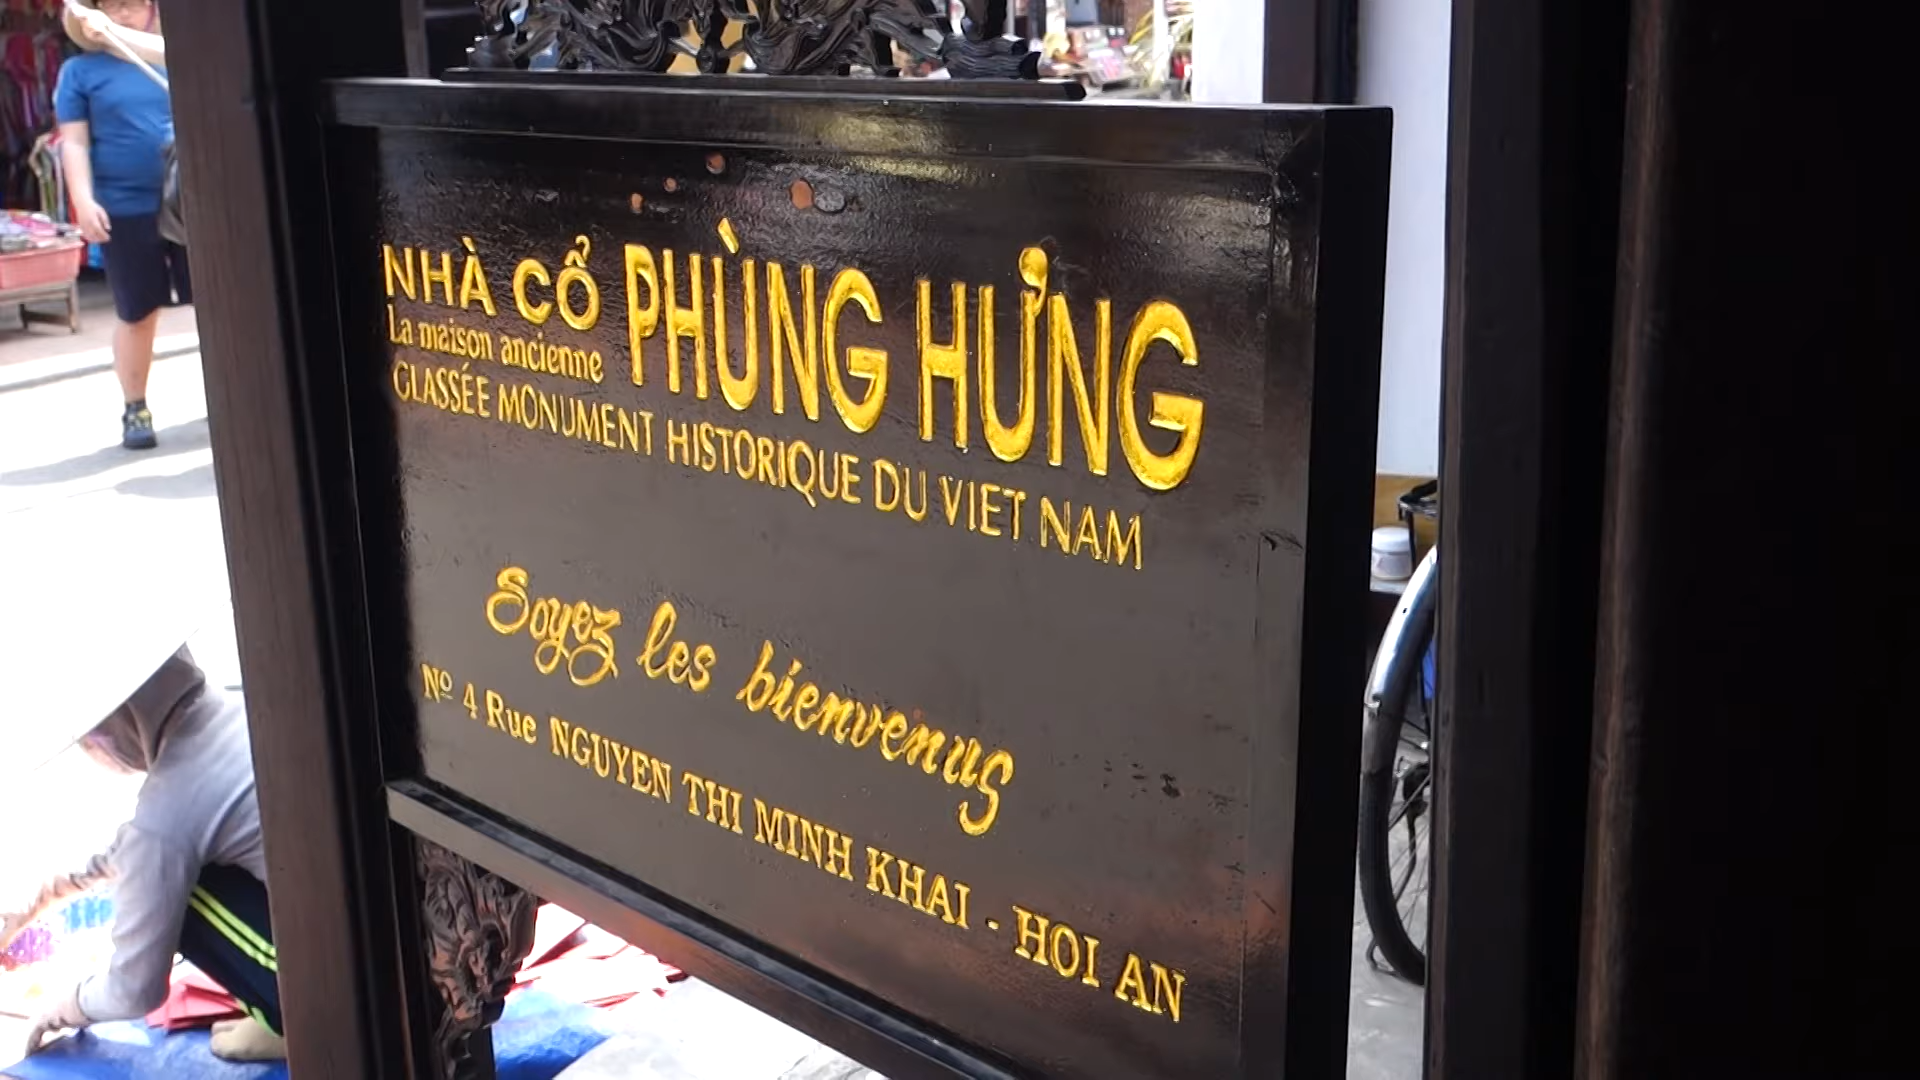 NHÀ CỔ PHÙNG HƯNG
La maison ancienne
CLASSÉE MONUMENT HISTORIQUE DU VIET NAM
Soyez les bienvenus
Nº 4 Rue NGUYEN THI MINH KHAI - HOI AN